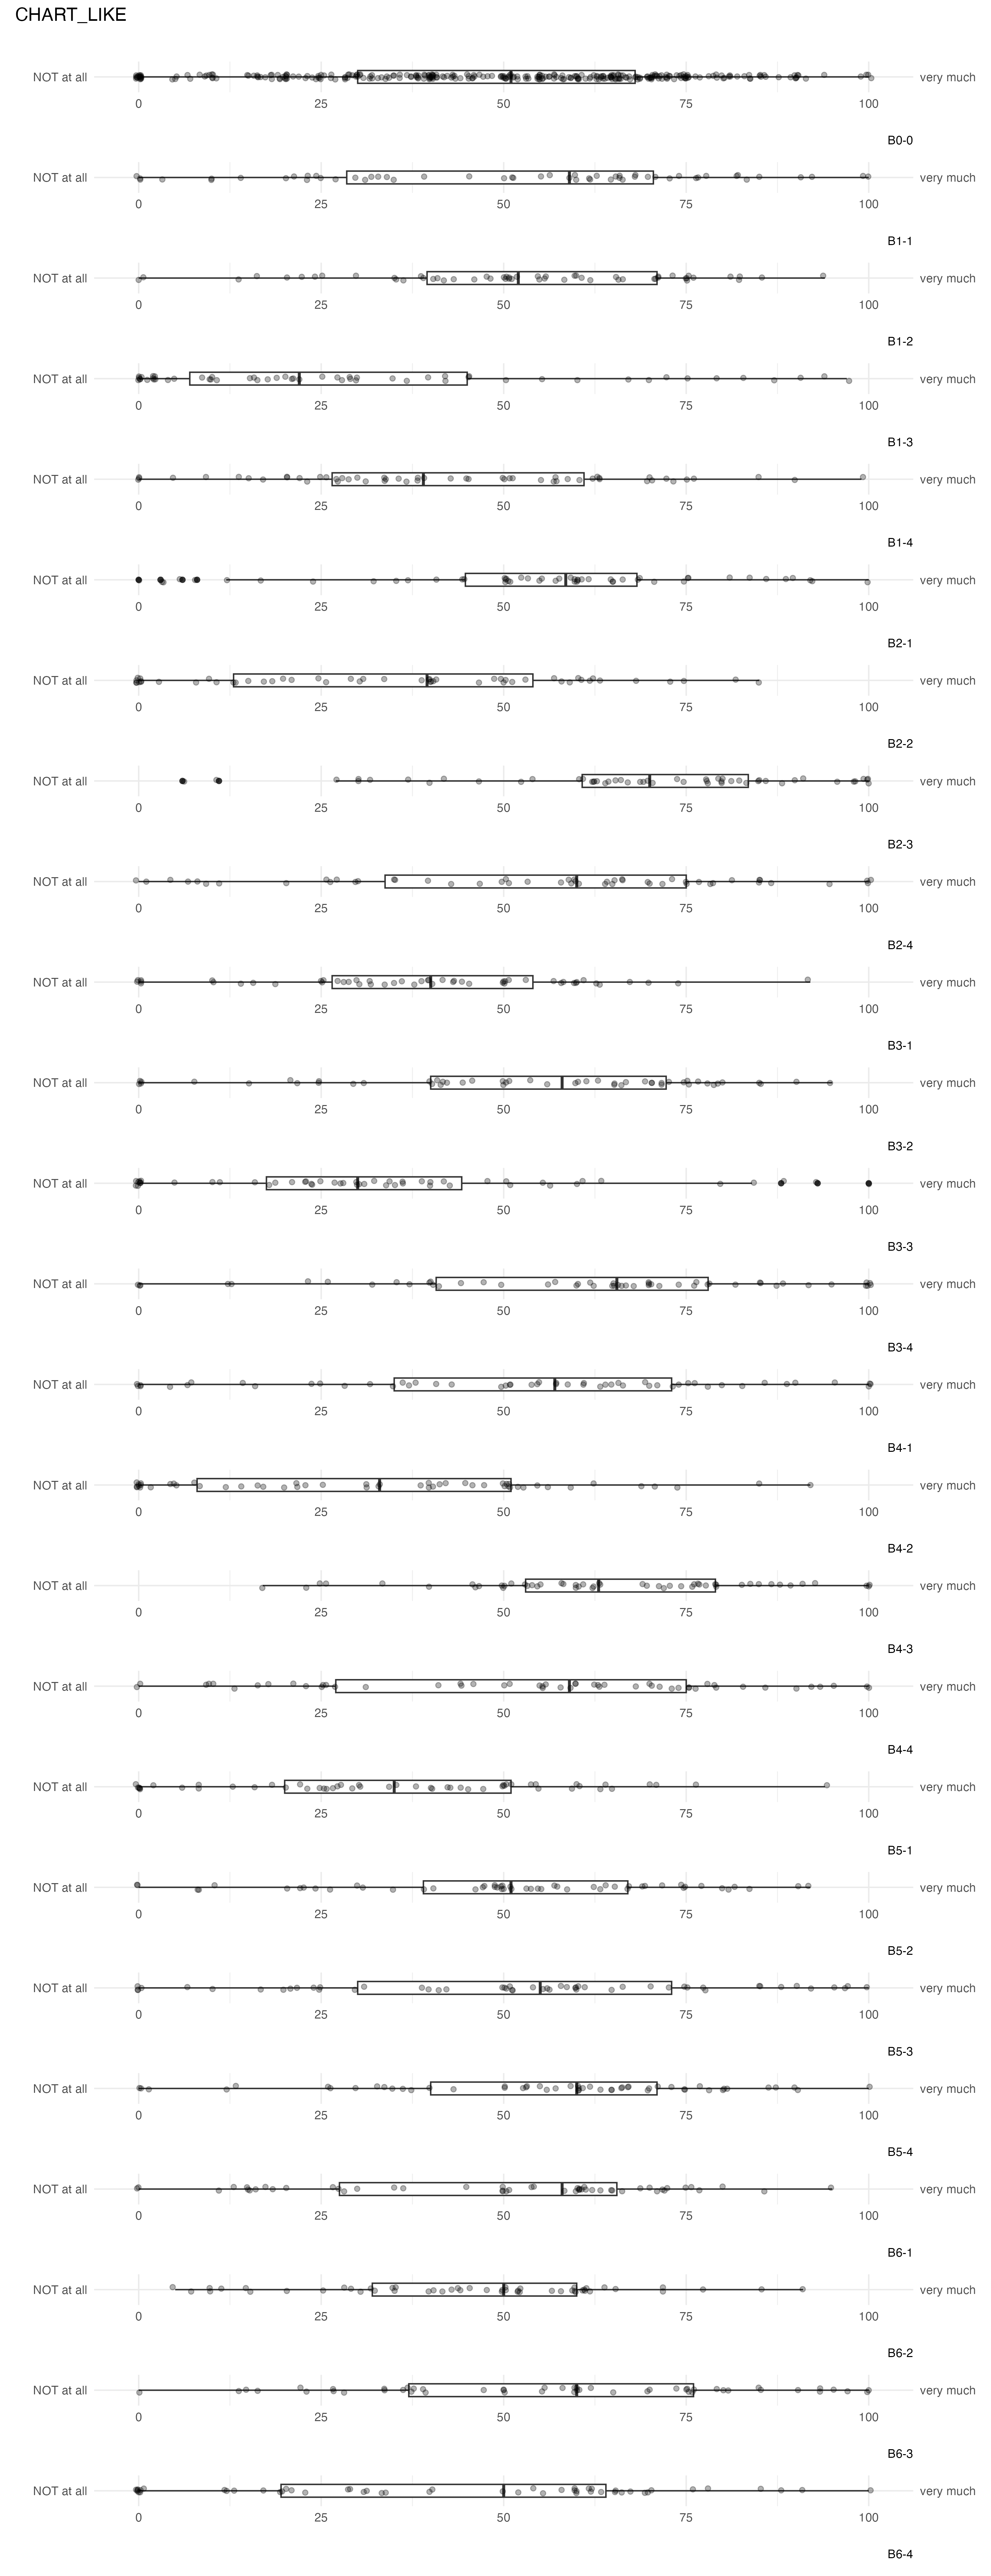 CHART_LIKE
NOT at all very much
0 25 50 75 100
B0-0
NOT at all very much
0 25 50 75 100
B1-1
NOT at all very much
0 25 50 75 100
B1-2
NOT at all very much
0 25 50 75 100
B1-3
NOT at all very much
0 25 50 75 100
B1-4
NOT at all very much
0 25 50 75 100
B2-1
NOT at all very much
0 25 50 75 100
B2-2
NOT at all very much
0 25 50 75 100
B2-3
NOT at all very much
0 25 50 75 100
B2-4
NOT at all very much
0 25 50 75 100
B3-1
NOT at all very much
0 25 50 75 100
B3-2
NOT at all very much
0 25 50 75 100
B3-3
NOT at all very much
0 25 50 75 100
B3-4
NOT at all very much
0 25 50 75 100
B4-1
NOT at all very much
0 25 50 75 100
B4-2
NOT at all very much
0 25 50 75 100
B4-3
NOT at all very much
0 25 50 75 100
B4-4
NOT at all very much
0 25 50 75 100
B5-1
NOT at all very much
0 25 50 75 100
B5-2
NOT at all very much
0 25 50 75 100
B5-3
NOT at all very much
0 25 50 75 100
B5-4
NOT at all very much
0 25 50 75 100
B6-1
NOT at all very much
0 25 50 75 100
B6-2
NOT at all very much
0 25 50 75 100
B6-3
NOT at all very much
0 25 50 75 100
B6-4